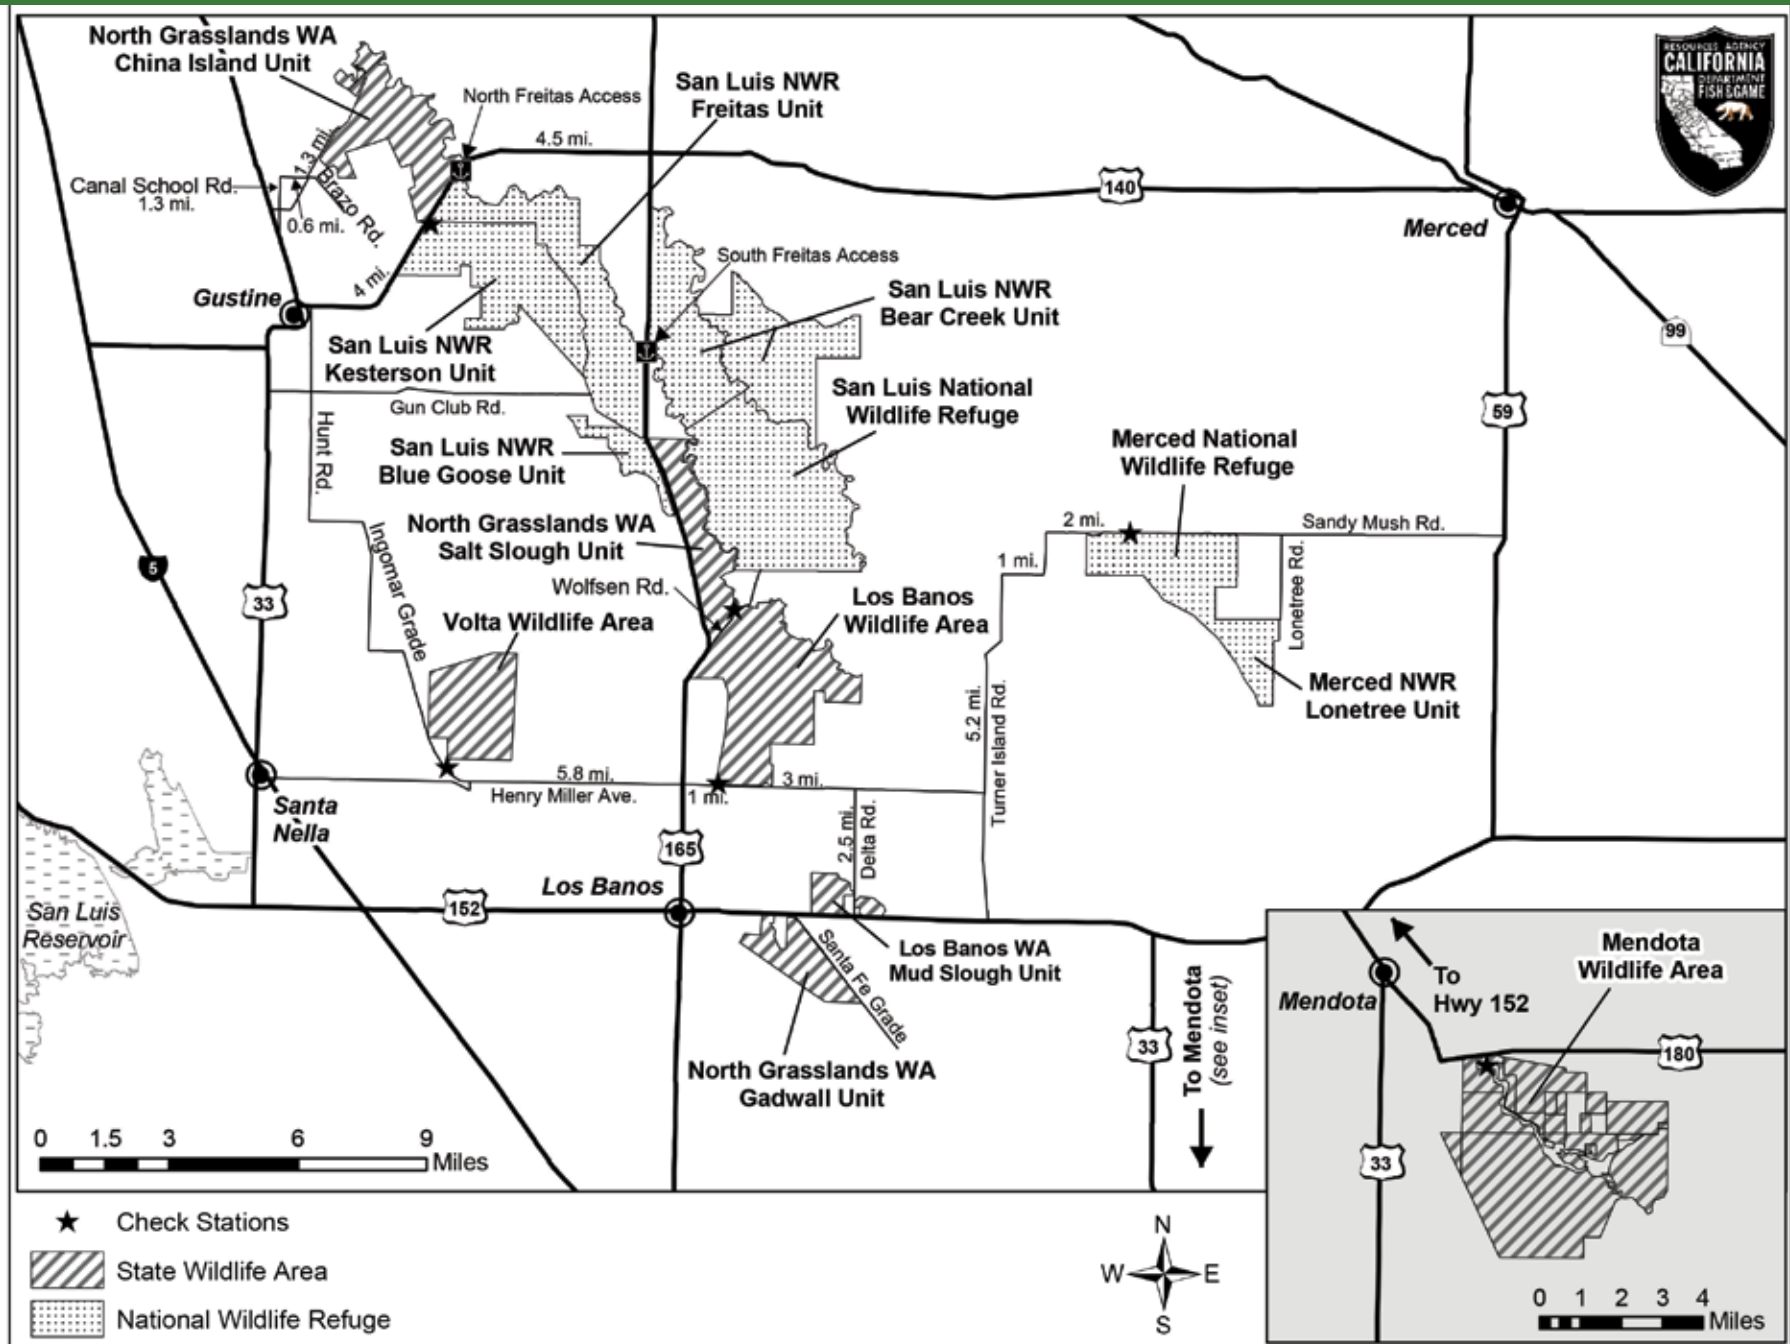 North Grasslands WA
China Island Unit
North Freitas Access
San Luis NWR
Freitas Unit
RESOURCES AGENCY
CALIFORNIA
DEPARTMENT
FISH & GAME
4.5 mi.
1.3 mi.
Canal School Rd.
1.3 mi.
0.6 mi.
Brazo Rd.
140
Merced
4 mi.
South Freitas Access
Gustine
San Luis NWR
Bear Creek Unit
99
San Luis NWR
Kesterson Unit
San Luis National
Wildlife Refuge
59
Gun Club Rd.
Hunt Rd.
San Luis NWR
Blue Goose Unit
Merced National
Wildlife Refuge
North Grasslands WA
Salt Slough Unit
2 mi.
Sandy Mush Rd.
Ingomar Grade
1 mi.
5
33
Wolfsen Rd.
Lonetree Rd.
Volta Wildlife Area
Los Banos
Wildlife Area
Merced NWR
Lonetree Unit
5.2 mi.
Turner Island Rd.
5.8 mi.
3 mi.
Henry Miller Ave.
1 mi.
Santa
Nella
2.5 mi.
Delta Rd.
165
Los Banos
152
San Luis
Reservoir
Santa Fe Grade
Los Banos WA
Mud Slough Unit
North Grasslands WA
Gadwall Unit
33
To Mendota
(see inset)
Mendota
To
Hwy 152
Mendota
Wildlife Area
180
33
0 1.5 3 6 9
Miles
0 1 2 3 4
Miles
Check Stations
State Wildlife Area
National Wildlife Refuge
N
W E
S